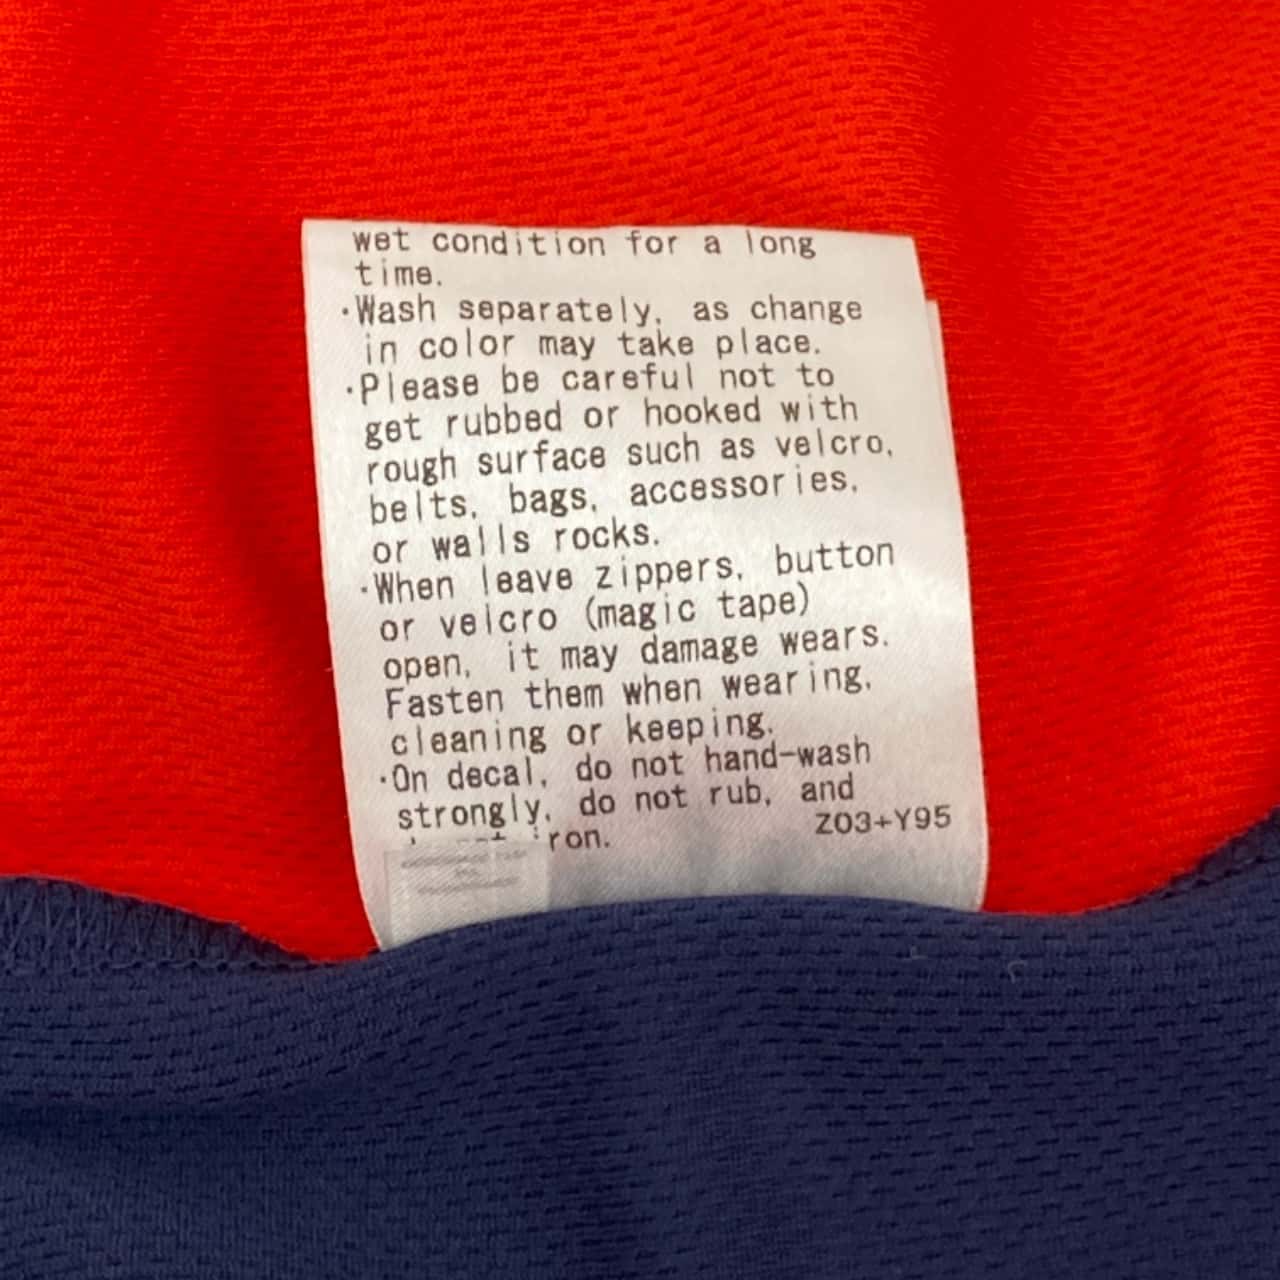 wet condition for a long
time.
·Wash separately, as change
in color may take place.
·Please be careful not to
get rubbed or hooked with
rough surface such as velcro,
belts, bags, accessories,
or walls rocks.
·When leave zippers, button
or velcro (magic tape)
open, it may damage wears.
Fasten them when wearing,
cleaning or keeping.
·On decal, do not hand-wash
strongly, do not rub, and
iron.
Z03+Y95